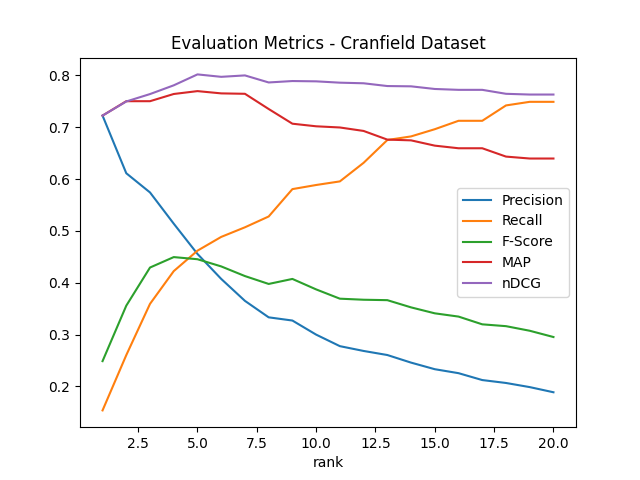 Evaluation Metrics - Cranfield Dataset
0.8
0.7
0.6
0.5
0.4
0.3
0.2
Precision
Recall
F-Score
MAP
nDCG
2.5 5.0 7.5 10.0 12.5 15.0 17.5 20.0
rank